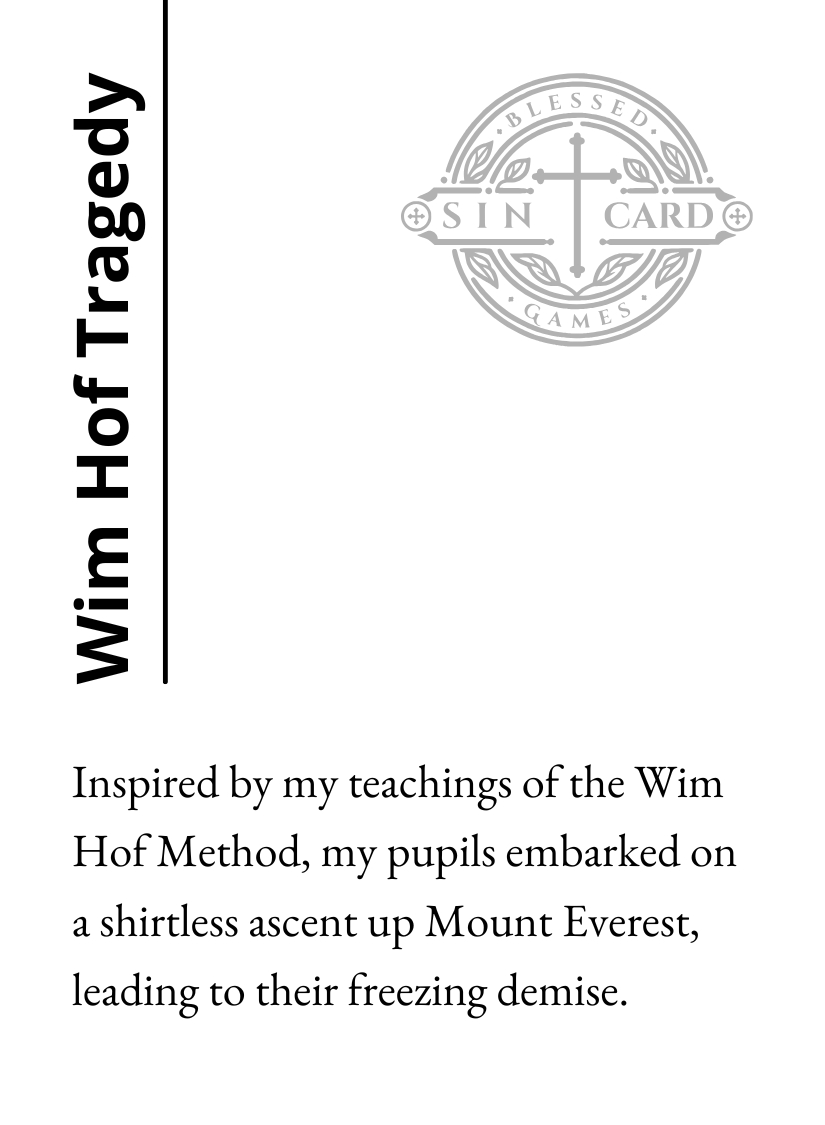 Wim Hof Tragedy
BLESSED
SIN CARD
GAMES
Inspired by my teachings of the Wim
Hof Method, my pupils embarked on
a shirtless ascent up Mount Everest,
leading to their freezing demise.